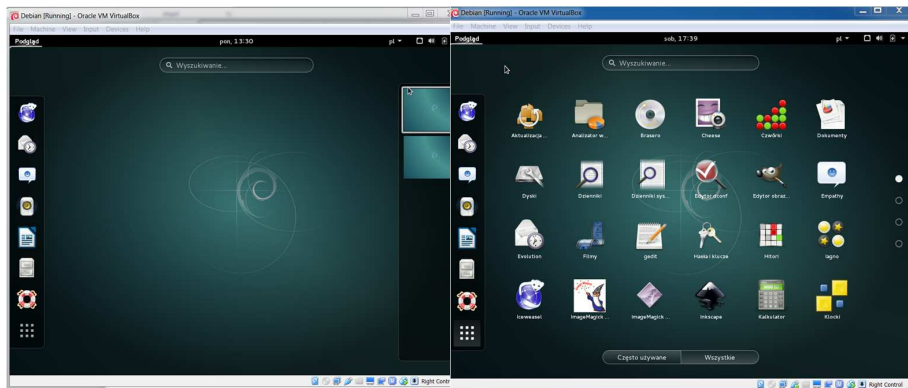 Debian [Running] - Oracle VM VirtualBox
File Machine View Input Devices Help
Podgląd
pon, 13:30
pl
Wyszukiwanie...
Right Contr
Debian [Running] - Oracle VM VirtualBox
File Machine View Input Devices Help
Podgląd
sob, 17:39
pl
Wyszukiwanie...
Aktualizacja ... Analizator w... Brasero Cheese Czwórki Dokumenty
Dyski Dzienniki Dzienniki sys... Edytor dconf Edytor obraz... Empathy
Evolution Filmy gedit Hasła i klucze Hitori Iagno
Iceweasel ImageMagick ... ImageMagick ... Inkscape Kalkulator Klocki
Często używane Wszystkie
Right Control